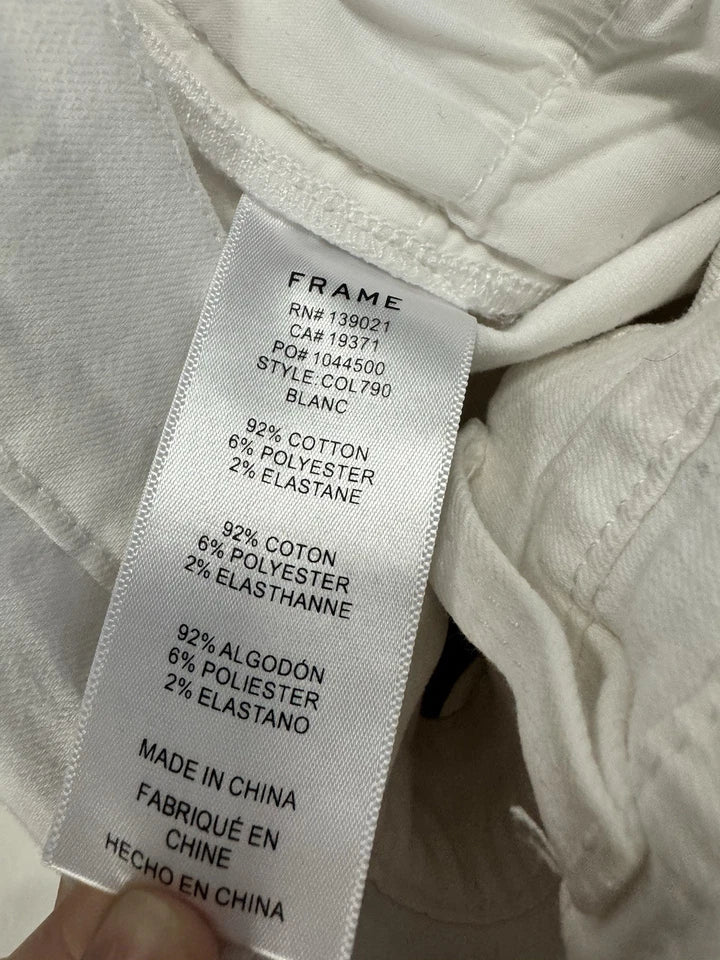 FRAME
RN# 139021
CA# 19371
PO# 1044500
STYLE:COL790
BLANC
92% COTTON
6% POLYESTER
2% ELASTANE
92% COTON
6% POLYESTER
2% ELASTHANNE
92% ALGODÓN
6% POLIESTER
2% ELASTANO
MADE IN CHINA
FABRIQUÉ EN
CHINE
HECHO EN CHINA